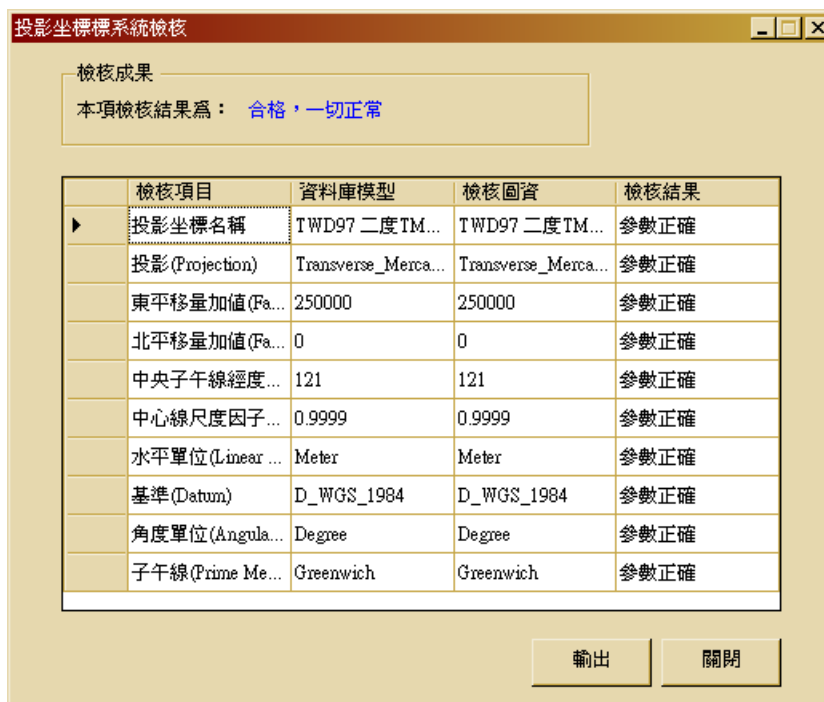 投影坐標標系統檢核
檢核成果
本項檢核結果爲： 合格，一切正常
檢核項目 資料庫模型 檢核圖資 檢核結果
投影坐標名稱 TWD97 二度TM... TWD97 二度TM... 參數正確
投影(Projection) Transverse_Merca... Transverse_Merca... 參數正確
東平移量加值(Fa... 250000 250000 參數正確
北平移量加值(Fa... 0 0 參數正確
中央子午線經度... 121 121 參數正確
中心線尺度因子... 0.9999 0.9999 參數正確
水平單位(Linear ... Meter Meter 參數正確
基準(Datum) D_WGS_1984 D_WGS_1984 參數正確
角度單位(Angula... Degree Degree 參數正確
子午線(Prime Me... Greenwich Greenwich 參數正確
輸出 關閉